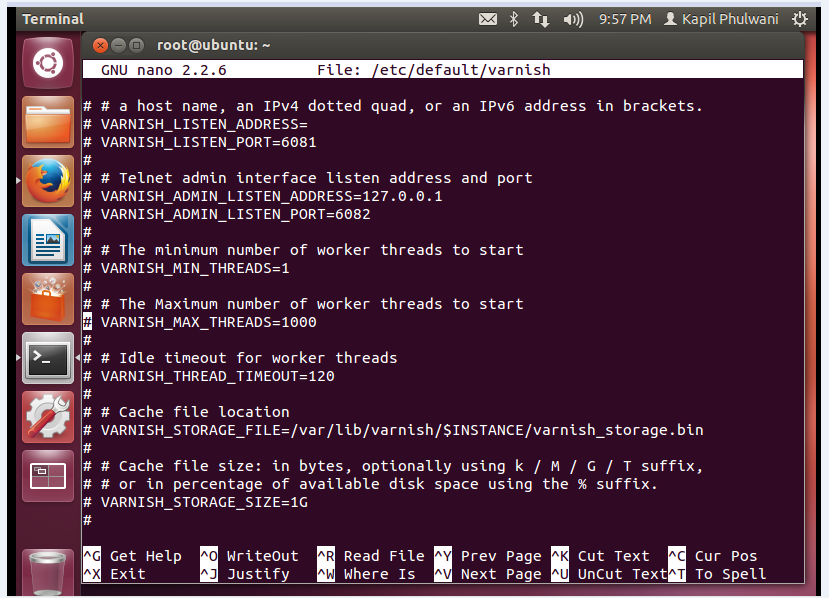 Terminal 9:57 PM Kapil Phulwani
root@ubuntu: ~
GNU nano 2.2.6 File: /etc/default/varnish
# # a host name, an IPv4 dotted quad, or an IPv6 address in brackets.
# VARNISH_LISTEN_ADDRESS=
# VARNISH_LISTEN_PORT=6081
#
# # Telnet admin interface listen address and port
# VARNISH_ADMIN_LISTEN_ADDRESS=127.0.0.1
# VARNISH_ADMIN_LISTEN_PORT=6082
#
# # The minimum number of worker threads to start
# VARNISH_MIN_THREADS=1
#
# # The Maximum number of worker threads to start
# VARNISH_MAX_THREADS=1000
#
# # Idle timeout for worker threads
# VARNISH_THREAD_TIMEOUT=120
#
# # Cache file location
# VARNISH_STORAGE_FILE=/var/lib/varnish/$INSTANCE/varnish_storage.bin
#
# # Cache file size: in bytes, optionally using k / M / G / T suffix,
# # or in percentage of available disk space using the % suffix.
# VARNISH_STORAGE_SIZE=1G
#
^G Get Help ^O WriteOut ^R Read File ^Y Prev Page ^K Cut Text ^C Cur Pos
^X Exit ^J Justify ^W Where Is ^V Next Page ^U UnCut Text ^T To Spell